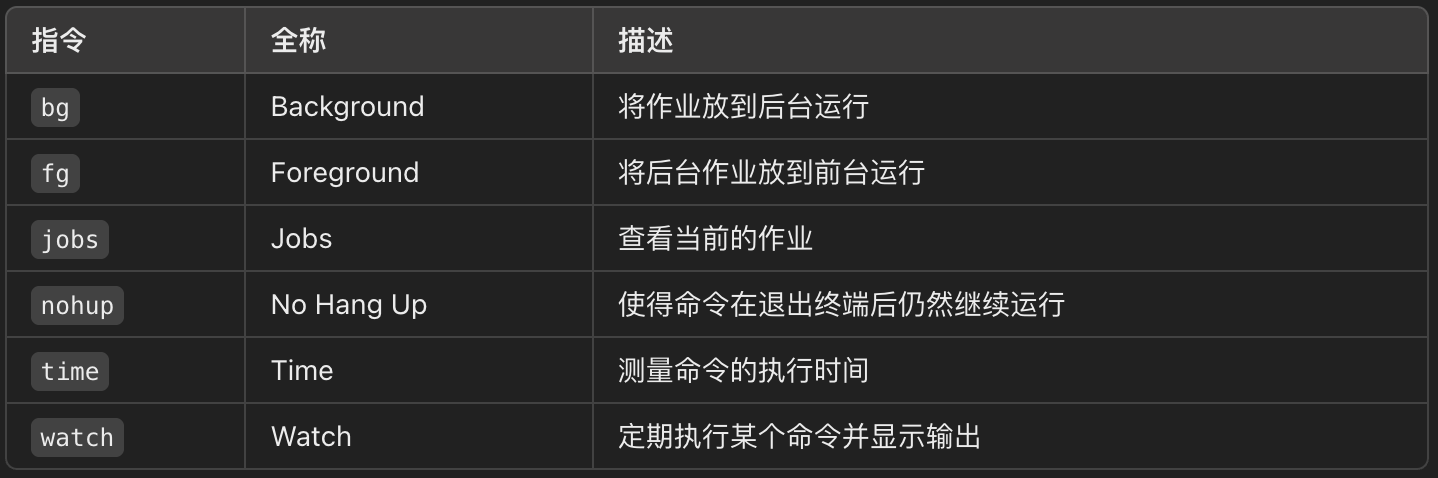 指令 全称 描述
bg Background 将作业放到后台运行
fg Foreground 将后台作业放到前台运行
jobs Jobs 查看当前的作业
nohup No Hang Up 使得命令在退出终端后仍然继续运行
time Time 测量命令的执行时间
watch Watch 定期执行某个命令并显示输出